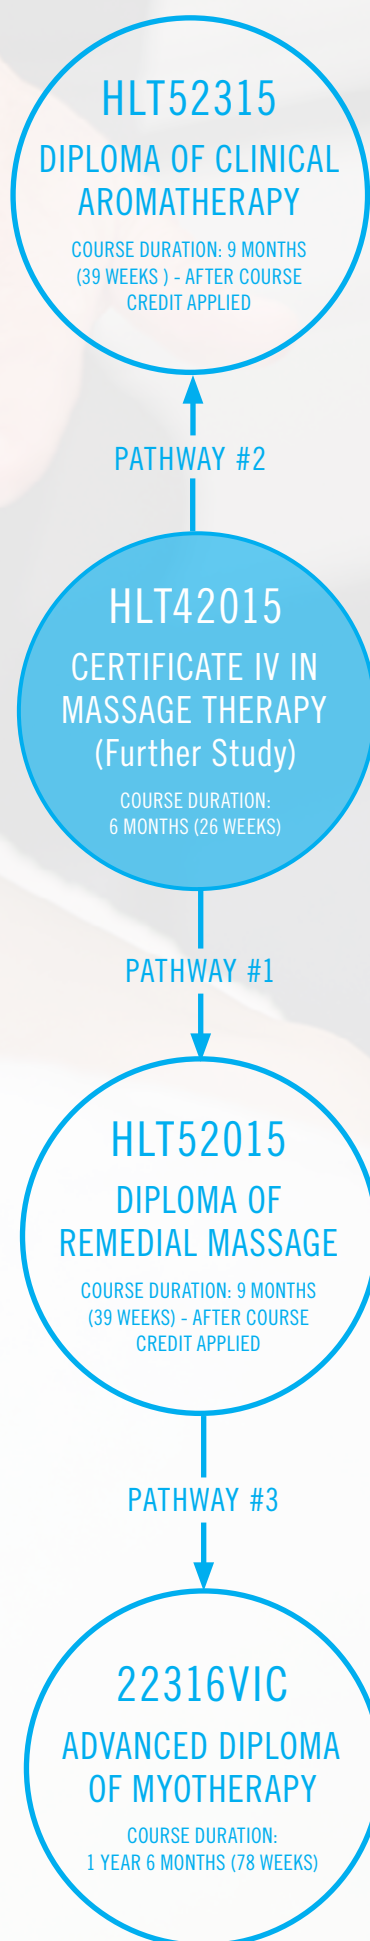 HLT52315
DIPLOMA OF CLINICAL
AROMATHERAPY
COURSE DURATION: 9 MONTHS
(39 WEEKS ) - AFTER COURSE
CREDIT APPLIED
PATHWAY #2
HLT42015
CERTIFICATE IV IN
MASSAGE THERAPY
(Further Study)
COURSE DURATION:
6 MONTHS (26 WEEKS)
PATHWAY #1
HLT52015
DIPLOMA OF
REMEDIAL MASSAGE
COURSE DURATION: 9 MONTHS
(39 WEEKS) - AFTER COURSE
CREDIT APPLIED
PATHWAY #3
22316VIC
ADVANCED DIPLOMA
OF MYOTHERAPY
COURSE DURATION:
1 YEAR 6 MONTHS (78 WEEKS)